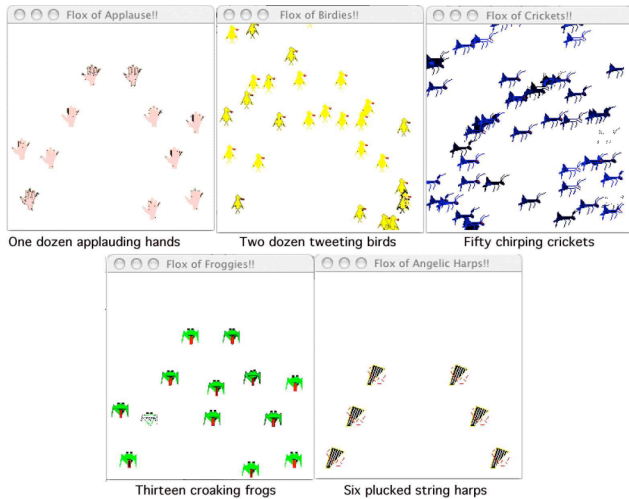 Flox of Applause!!
Flox of Birdies!!
Flox of Crickets!!
One dozen applauding hands
Two dozen tweeting birds
Fifty chirping crickets
Flox of Froggies!!
Flox of Angelic Harps!!
Thirteen croaking frogs
Six plucked string harps